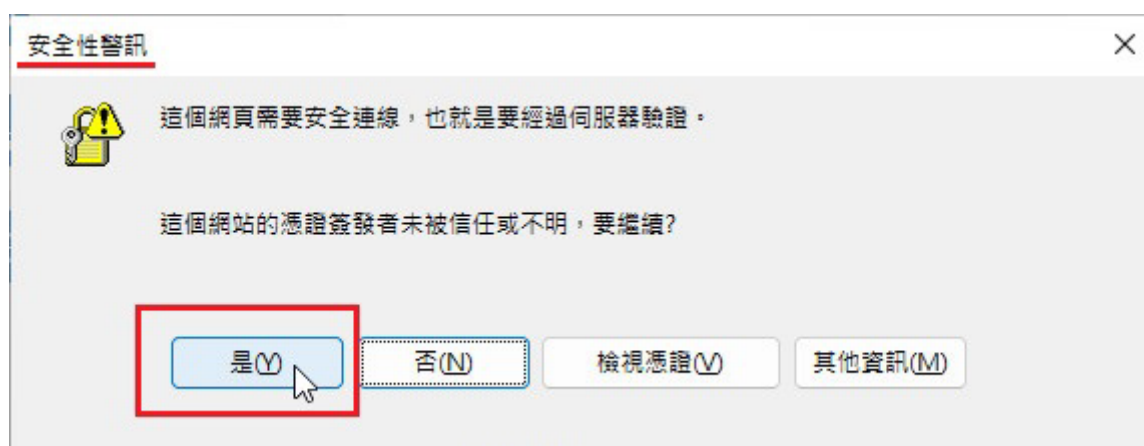 安全性警訊
這個網頁需要安全連線，也就是要經過伺服器驗證。
這個網站的憑證簽發者未被信任或不明，要繼續?
是(Y) 否(N) 檢視憑證(V) 其他資訊(M)